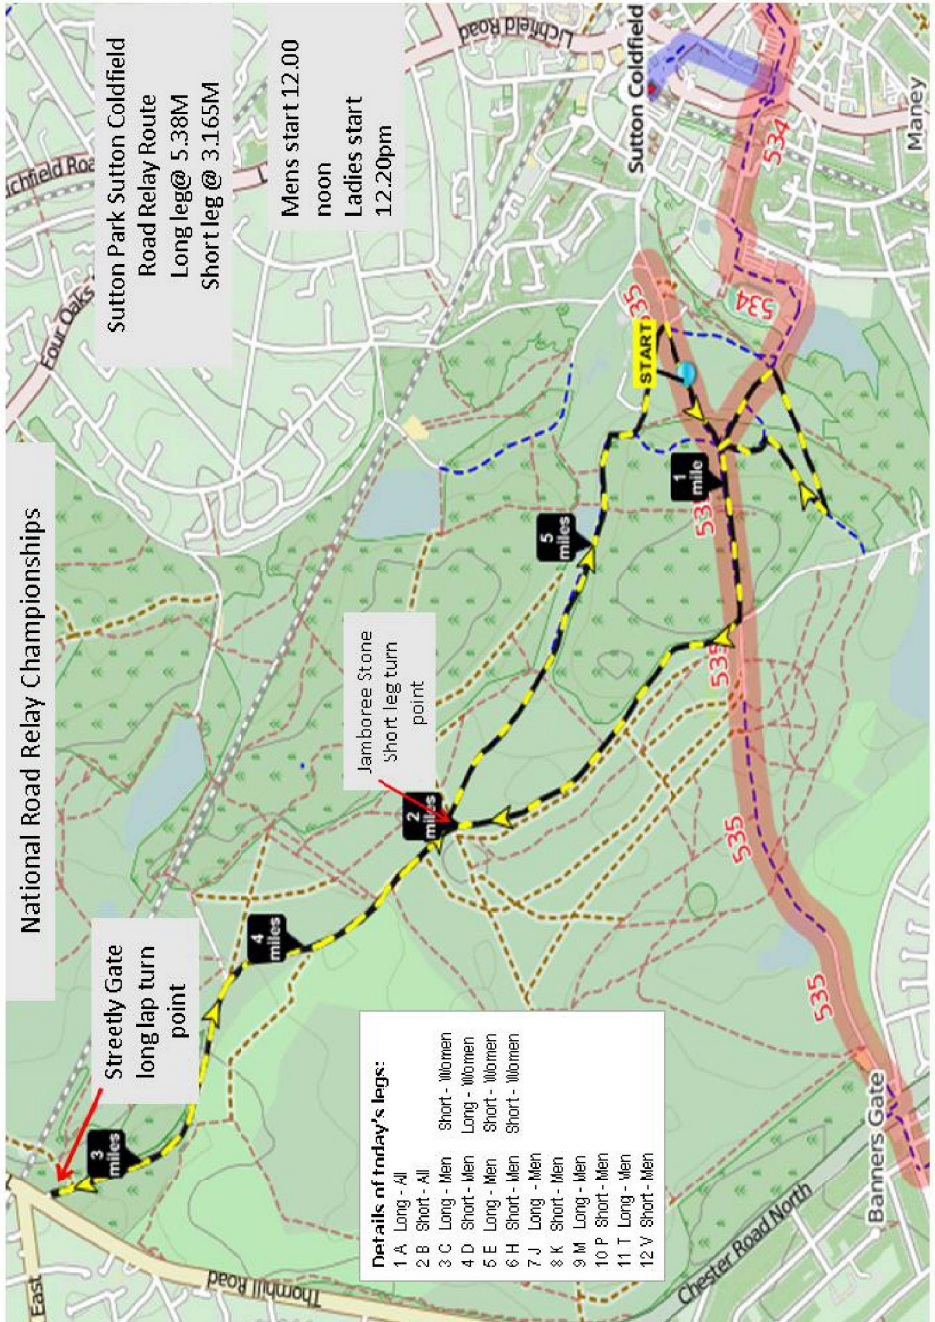 National Road Relay Championships
Sutton Park Sutton Coldfield
Road Relay Route
Long leg@ 5.38M
Short leg @ 3.165M
Mens start 12.00
noon
Ladies start
12.20pm
Streetly Gate
long lap turn
point
Jamboree Stone
Short leg turn
point
Details of today's legs:
1 A Long - All
2 B Short - All
3 C Long - Men Short - Women
4 D Short - Men Long - Women
5 E Long - Men Short - Women
6 H Short - Men Short - Women
7 J Long - Men
8 K Short - Men
9 M Long - Men
10 P Short - Men
11 T Long - Men
12 V Short - Men
START
1
mile
2
miles
3
miles
4
miles
5
miles
Four Oaks
Lichfield Road
Sutton Coldfield
Maney
Banners Gate
Chester Road North
Thornhill Road
East
534
534
535
535